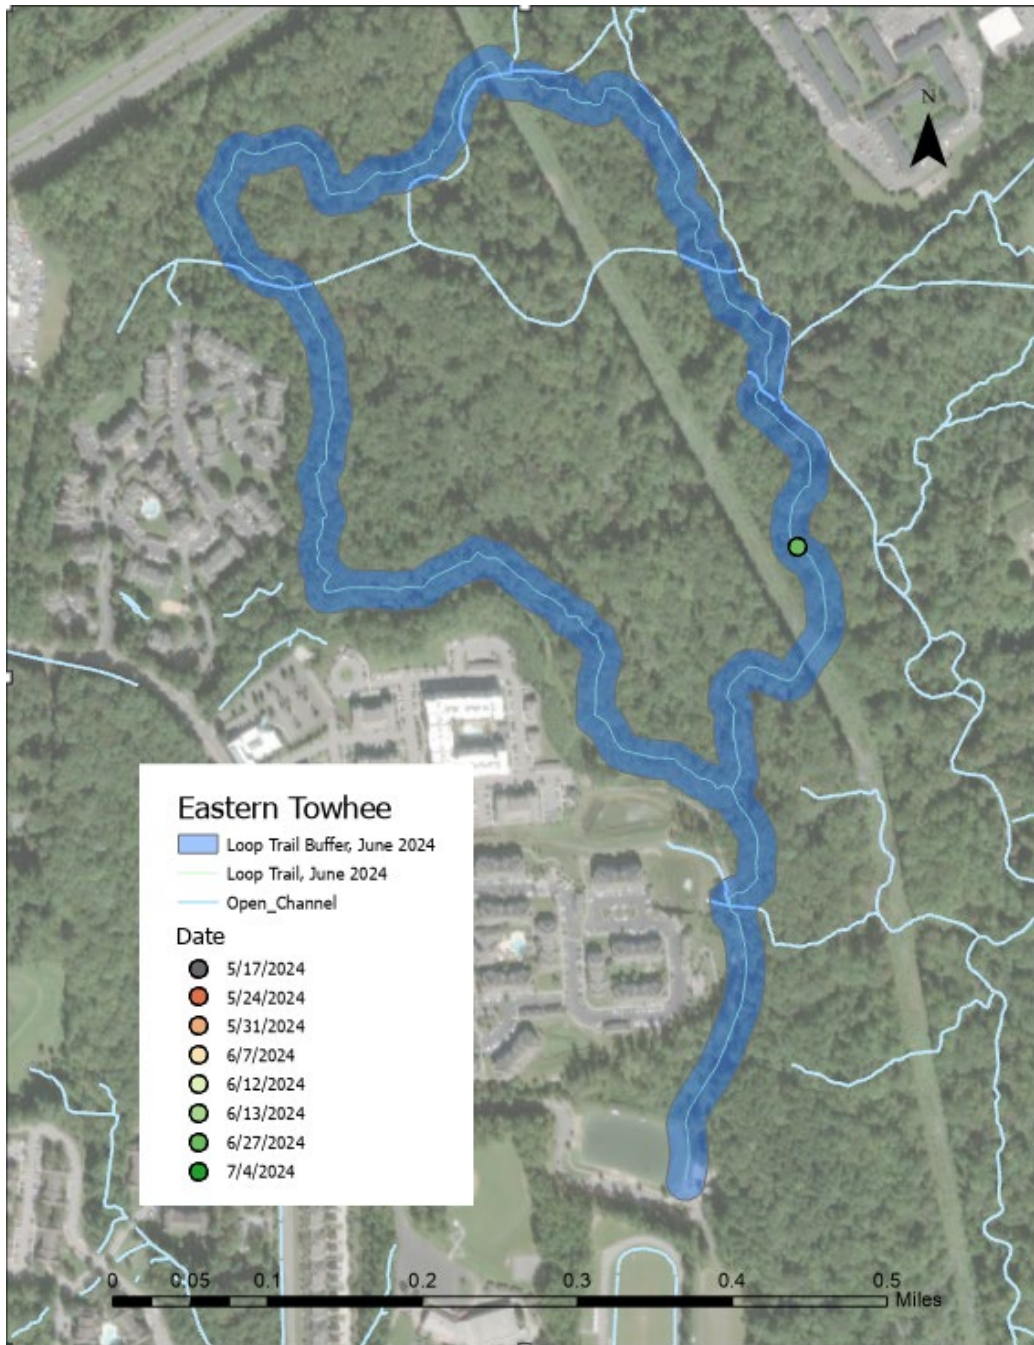 N
Eastern Towhee
Loop Trail Buffer, June 2024
Loop Trail, June 2024
Open_Channel
Date
5/17/2024
5/24/2024
5/31/2024
6/7/2024
6/12/2024
6/13/2024
6/27/2024
7/4/2024
0 0.05 0.1 0.2 0.3 0.4 0.5
Miles